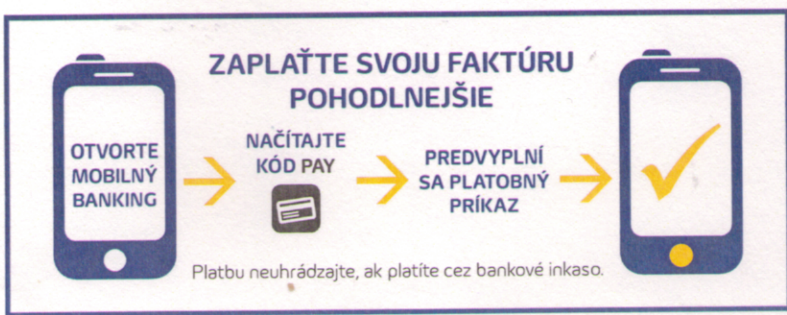 ZAPLAŤTE SVOJU FAKTÚRU
POHODLNEJŠIE
OTVORTE
MOBILNÝ
BANKING
NAČÍTAJTE
KÓD PAY
PREDVYPLNÍ
SA PLATOBNÝ
PRÍKAZ
Platbu neuhrádzajte, ak platíte cez bankové inkaso.